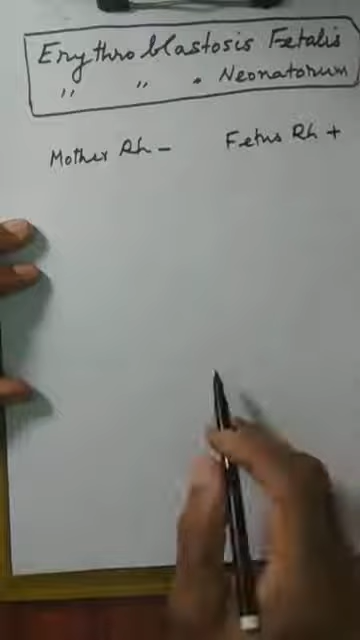 Erythroblastosis Fetalis
" " " Neonatorum
Mother Rh - Fetus Rh +